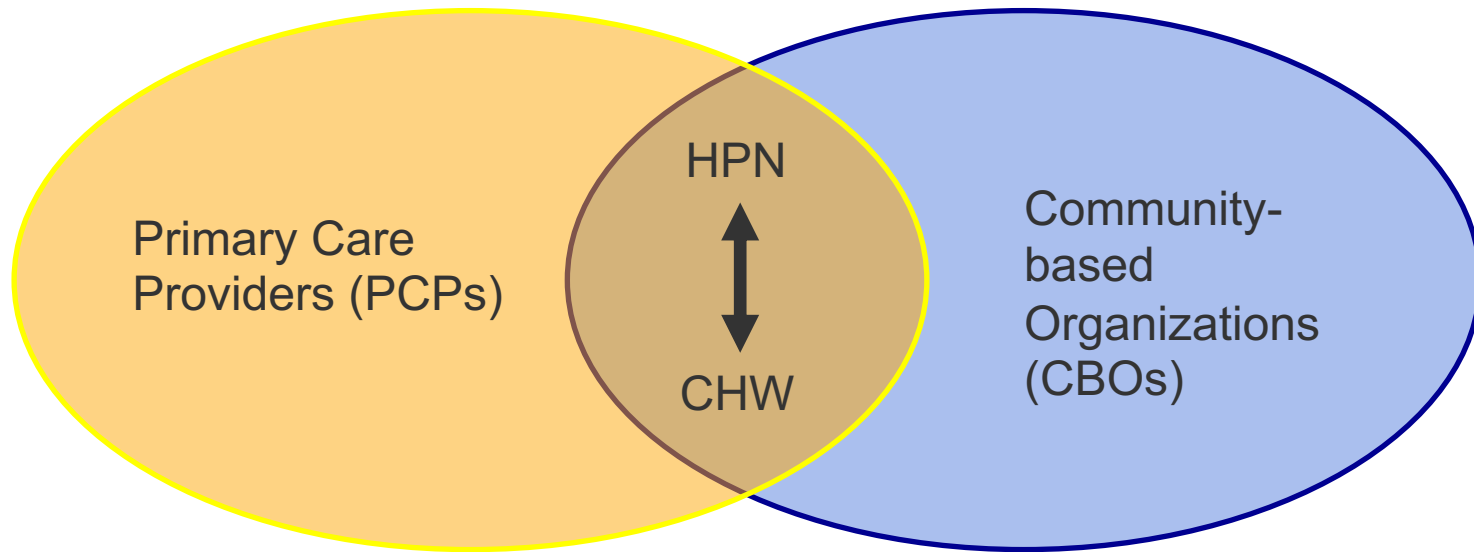 Primary Care
Providers (PCPs)
HPN
CHW
Community-
based
Organizations
(CBOs)